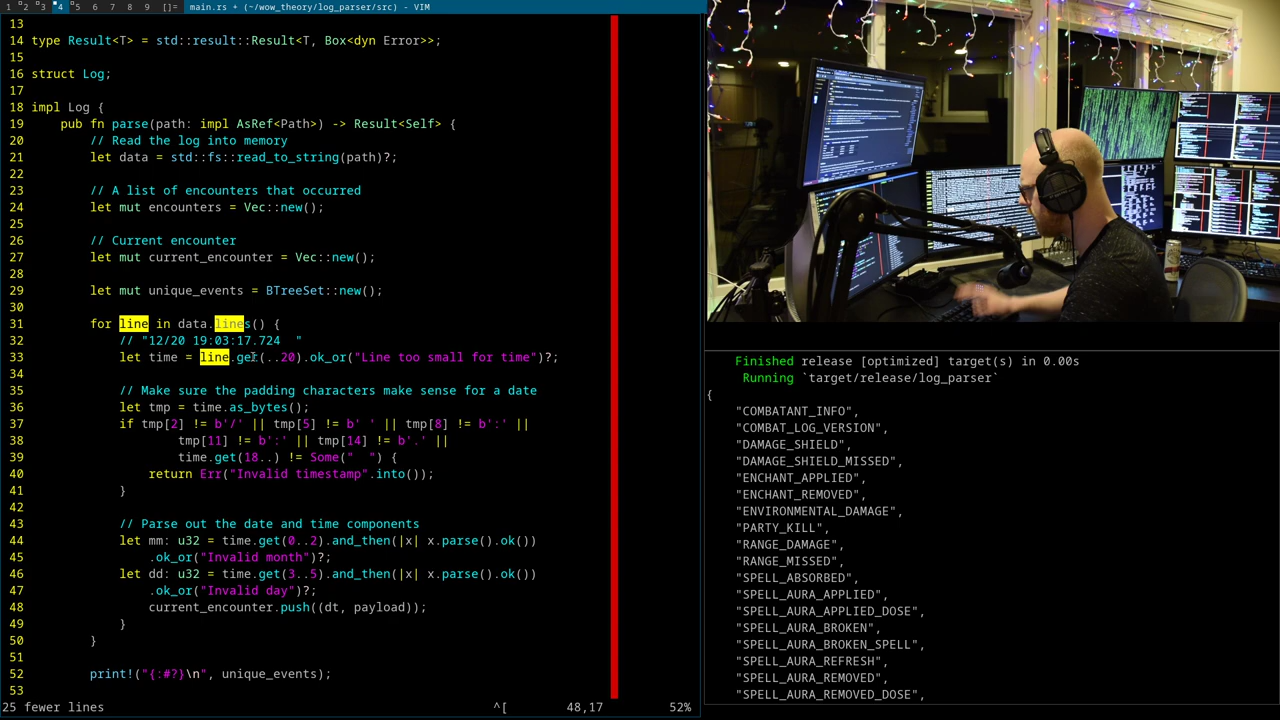 1 2 3 4 5 6 7 8 9 []= main.rs + (~/wow_theory/log_parser/src) - VIM
13
14 type Result<T> = std::result::Result<T, Box<dyn Error>>;
15
16 struct Log;
17
18 impl Log {
19     pub fn parse(path: impl AsRef<Path>) -> Result<Self> {
20         // Read the log into memory
21         let data = std::fs::read_to_string(path)?;
22
23         // A list of encounters that occurred
24         let mut encounters = Vec::new();
25
26         // Current encounter
27         let mut current_encounter = Vec::new();
28
29         let mut unique_events = BTreeSet::new();
30
31         for line in data.lines() {
32             // "12/20 19:03:17.724  "
33             let time = line.get(..20).ok_or("Line too small for time")?;
34
35             // Make sure the padding characters make sense for a date
36             let tmp = time.as_bytes();
37             if tmp[2] != b'/' || tmp[5] != b' ' || tmp[8] != b':' ||
38                     tmp[11] != b':' || tmp[14] != b'.' ||
39                     time.get(18..) != Some("  ") {
40                 return Err("Invalid timestamp".into());
41             }
42
43             // Parse out the date and time components
44             let mm: u32 = time.get(0..2).and_then(|x| x.parse().ok())
45                 .ok_or("Invalid month")?;
46             let dd: u32 = time.get(3..5).and_then(|x| x.parse().ok())
47                 .ok_or("Invalid day")?;
48                 current_encounter.push((dt, payload));
49             }
50         }
51
52         print!("{:#?}\n", unique_events);
53
25 fewer lines ^[ 48,17 52%
Finished release [optimized] target(s) in 0.00s
Running `target/release/log_parser`
{
"COMBATANT_INFO",
"COMBAT_LOG_VERSION",
"DAMAGE_SHIELD",
"DAMAGE_SHIELD_MISSED",
"ENCHANT_APPLIED",
"ENCHANT_REMOVED",
"ENVIRONMENTAL_DAMAGE",
"PARTY_KILL",
"RANGE_DAMAGE",
"RANGE_MISSED",
"SPELL_ABSORBED",
"SPELL_AURA_APPLIED",
"SPELL_AURA_APPLIED_DOSE",
"SPELL_AURA_BROKEN",
"SPELL_AURA_BROKEN_SPELL",
"SPELL_AURA_REFRESH",
"SPELL_AURA_REMOVED",
"SPELL_AURA_REMOVED_DOSE",